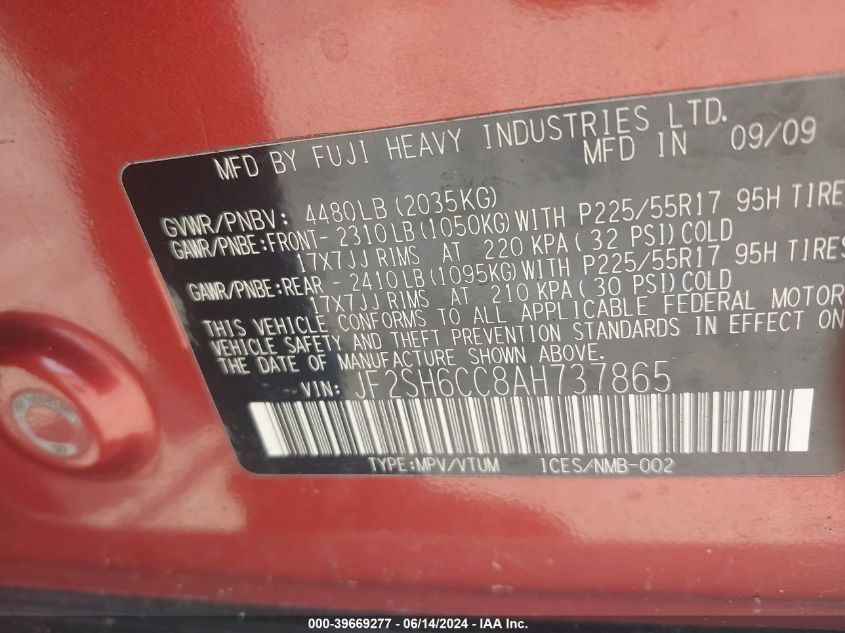 MFD BY FUJI HEAVY INDUSTRIES LTD.
MFD IN 09/09
GVWR/PNBV: 4480LB (2035KG)
GAWR/PNBE:FRONT- 2310LB (1050KG) WITH P225/55R17 95H TIRES
17X7JJ RIMS AT 220 KPA (32 PSI) COLD
GAWR/PNBE:REAR - 2410LB (1095KG) WITH P225/55R17 95H TIRES
17X7JJ RIMS AT 210 KPA (30 PSI) COLD
THIS VEHICLE CONFORMS TO ALL APPLICABLE FEDERAL MOTOR
VEHICLE SAFETY AND THEFT PREVENTION STANDARDS IN EFFECT ON
THE DATE OF MANUFACTURE SHOWN ABOVE.
VIN: JF2SH6CC8AH737865
TYPE:MPV/VTUM ICES/NMB-002
000-39669277 - 06/14/2024 - IAA Inc.